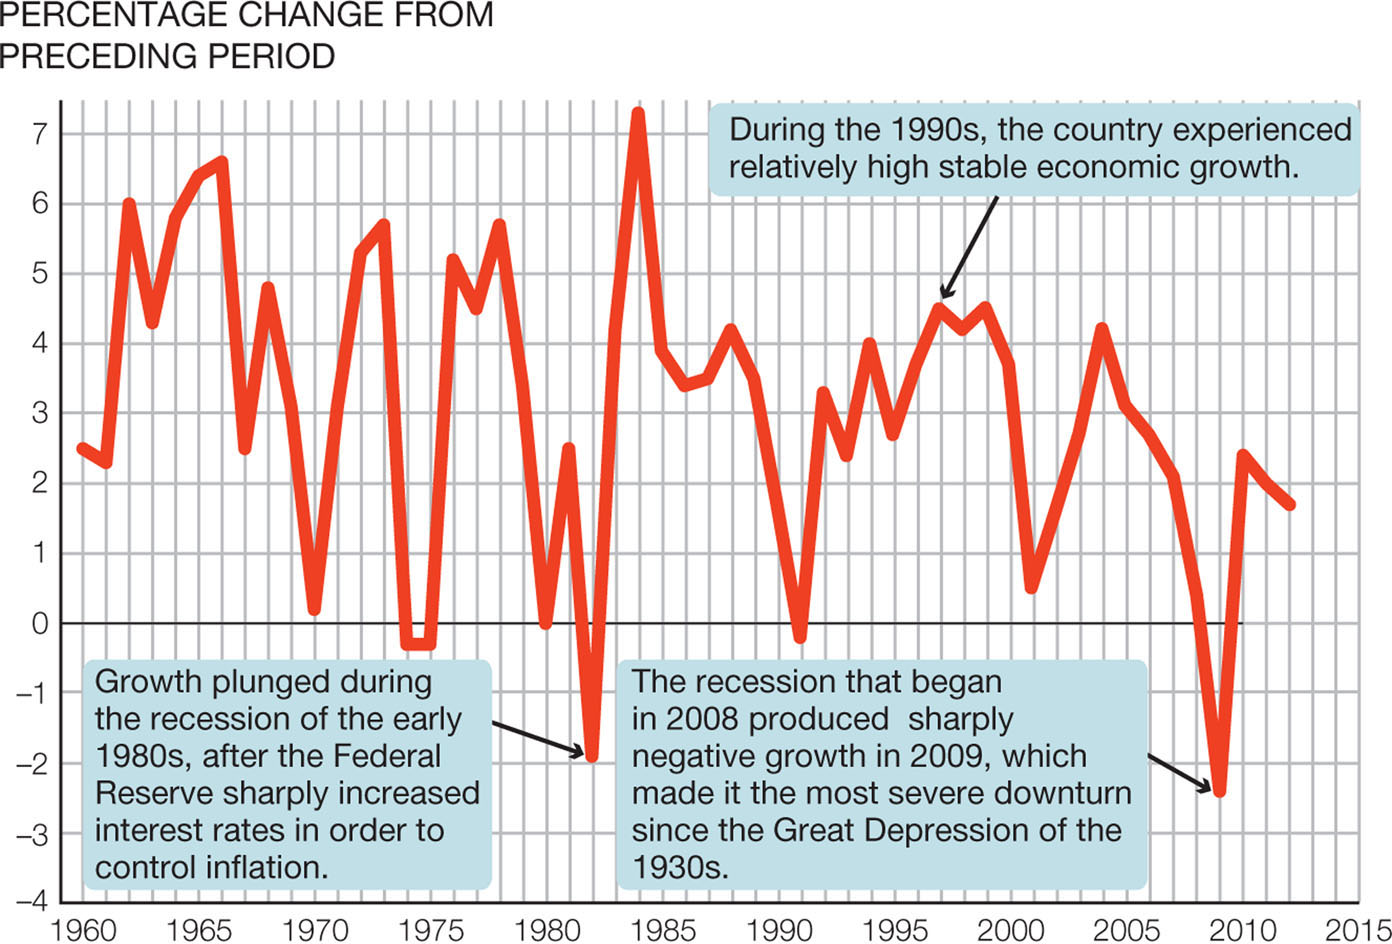 PERCENTAGE CHANGE FROM
PRECEDING PERIOD
7
6
5
4
3
2
1
0
–1
–2
–3
–4
During the 1990s, the country experienced
relatively high stable economic growth.
Growth plunged during
the recession of the early
1980s, after the Federal
Reserve sharply increased
interest rates in order to
control inflation.
The recession that began
in 2008 produced sharply
negative growth in 2009, which
made it the most severe downturn
since the Great Depression of the
1930s.
1960 1965 1970 1975 1980 1985 1990 1995 2000 2005 2010 2015